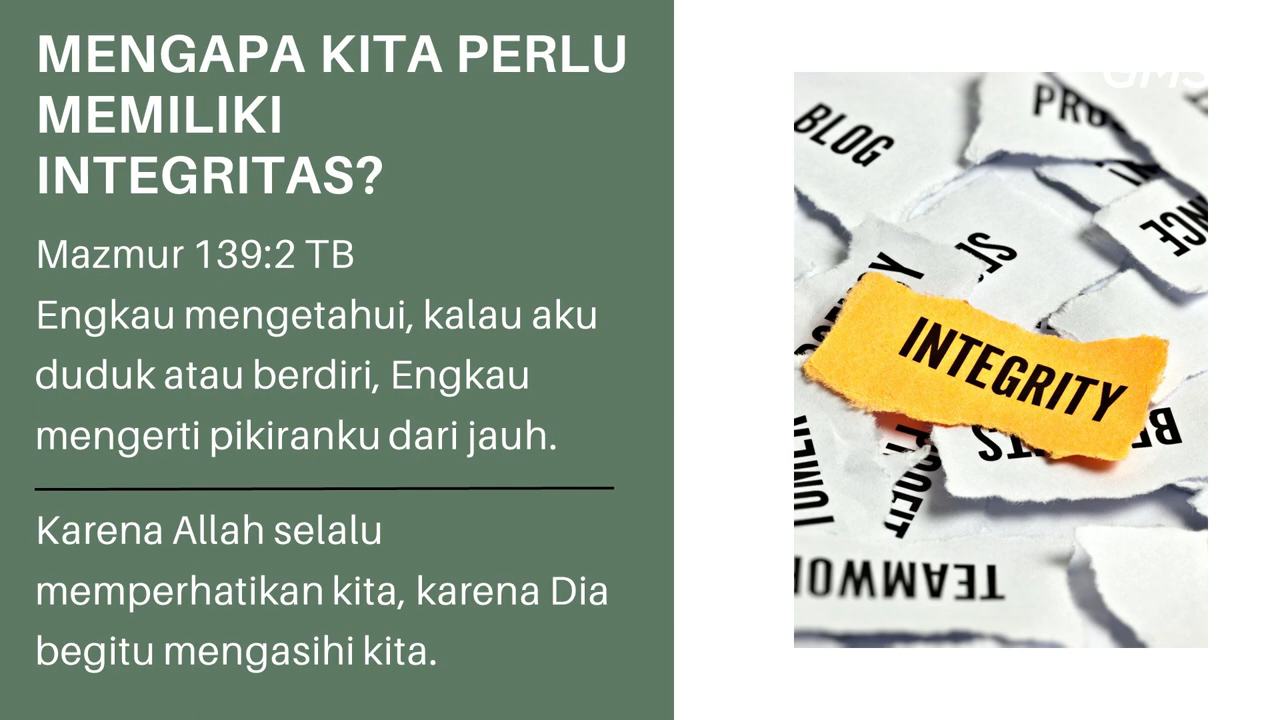 MENGAPA KITA PERLU
MEMILIKI
INTEGRITAS?
Mazmur 139:2 TB
Engkau mengetahui, kalau aku
duduk atau berdiri, Engkau
mengerti pikiranku dari jauh.
Karena Allah selalu
memperhatikan kita, karena Dia
begitu mengasihi kita.
GMS
BLOG
INTEGRITY